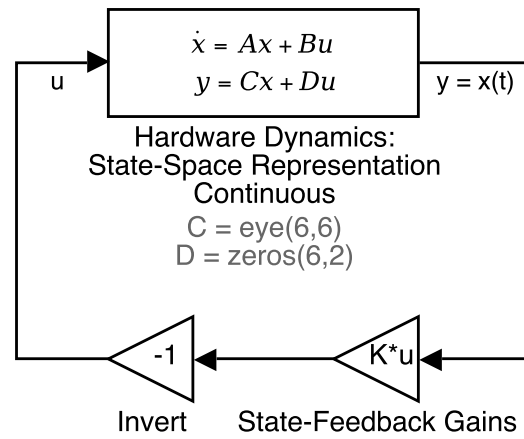 ẋ = Ax + Bu
y = Cx + Du
u
y = x(t)
Hardware Dynamics:
State-Space Representation
Continuous
C = eye(6,6)
D = zeros(6,2)
-1
K*u
Invert
State-Feedback Gains